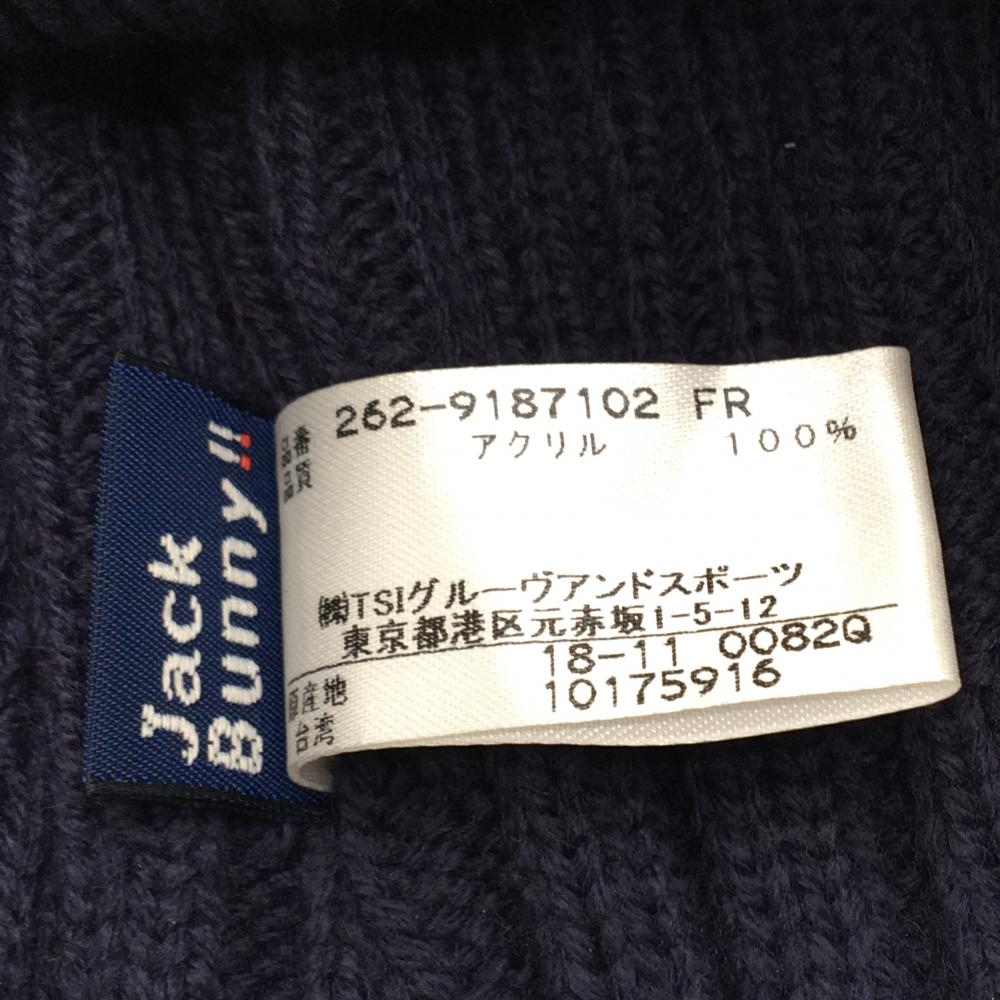 Jack
Bunny!!
品番 262-9187102 FR
品質 アクリル 100%
㈱TSIグルーヴアンドスポーツ
東京都港区元赤坂1-5-12
18-11 0082Q
10175916
原産地
台湾